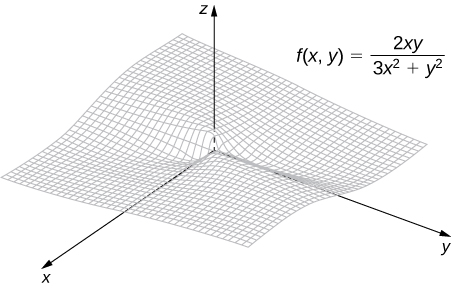 z
f(x, y) = 2xy / (3x² + y²)
y
x